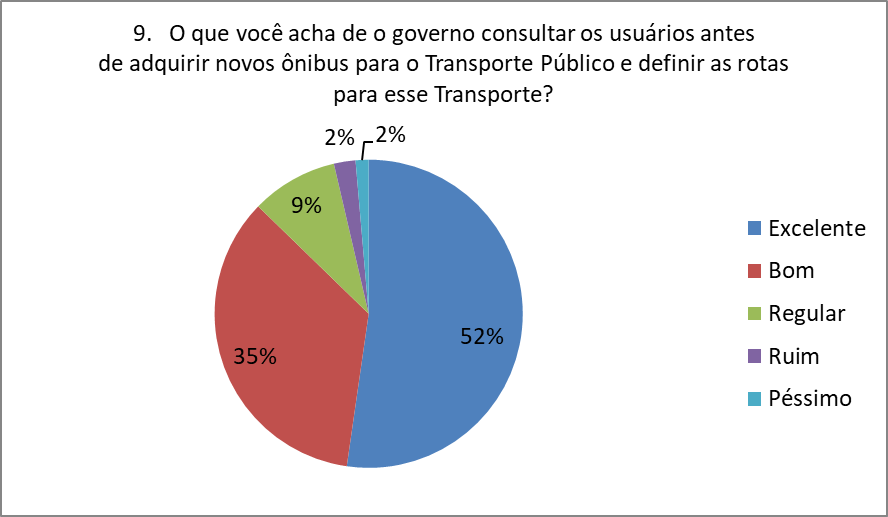 9. O que você acha de o governo consultar os usuários antes
de adquirir novos ônibus para o Transporte Público e definir as rotas
para esse Transporte?
2%
2%
9%
35%
52%
Excelente
Bom
Regular
Ruim
Péssimo